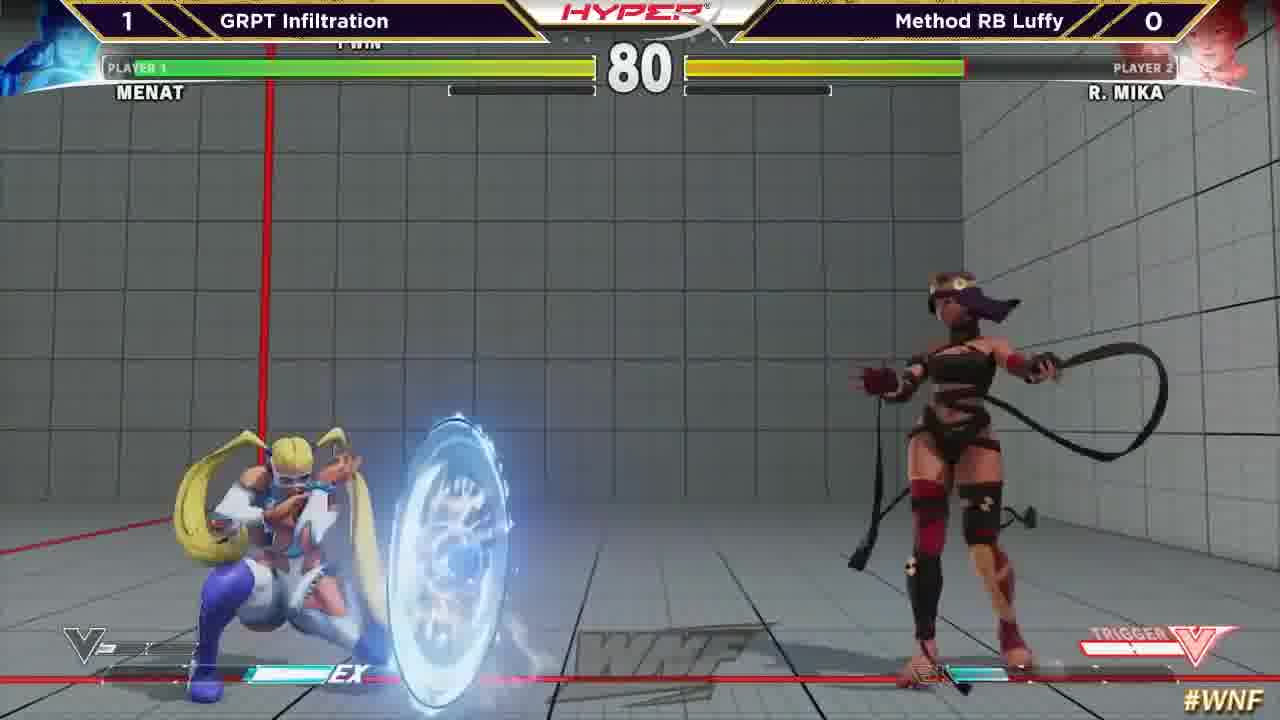 1 GRPT Infiltration HYPERX Method RB Luffy 0
1 WIN
PLAYER 1 80 PLAYER 2
MENAT R. MIKA
WNF
TRIGGER V
V
EX
#WNF